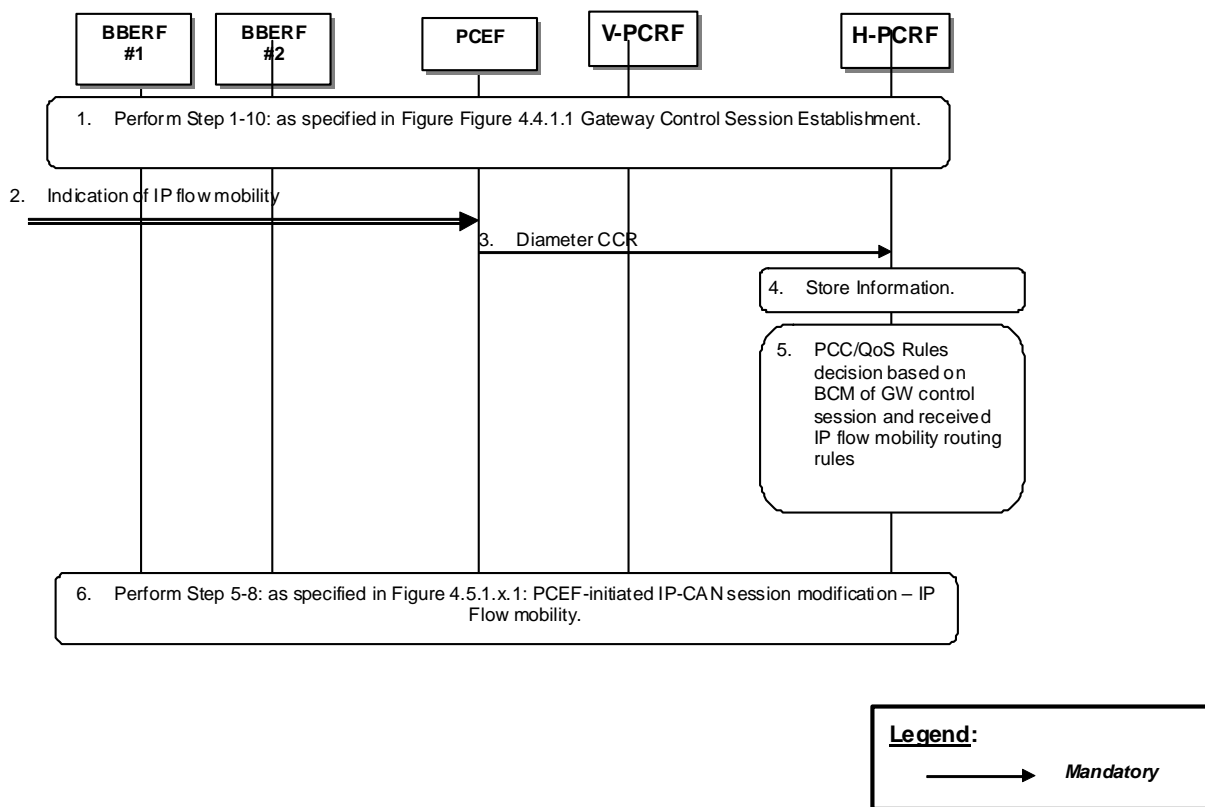 BBERF
#1
BBERF
#2
PCEF
V-PCRF
H-PCRF
1. Perform Step 1-10: as specified in Figure Figure 4.4.1.1 Gateway Control Session Establishment.
2. Indication of IP flow mobility
3. Diameter CCR
4. Store Information.
5. PCC/QoS Rules
decision based on
BCM of GW control
session and received
IP flow mobility routing
rules
6. Perform Step 5-8: as specified in Figure 4.5.1.x.1: PCEF-initiated IP-CAN session modification – IP
Flow mobility.
Legend:
Mandatory